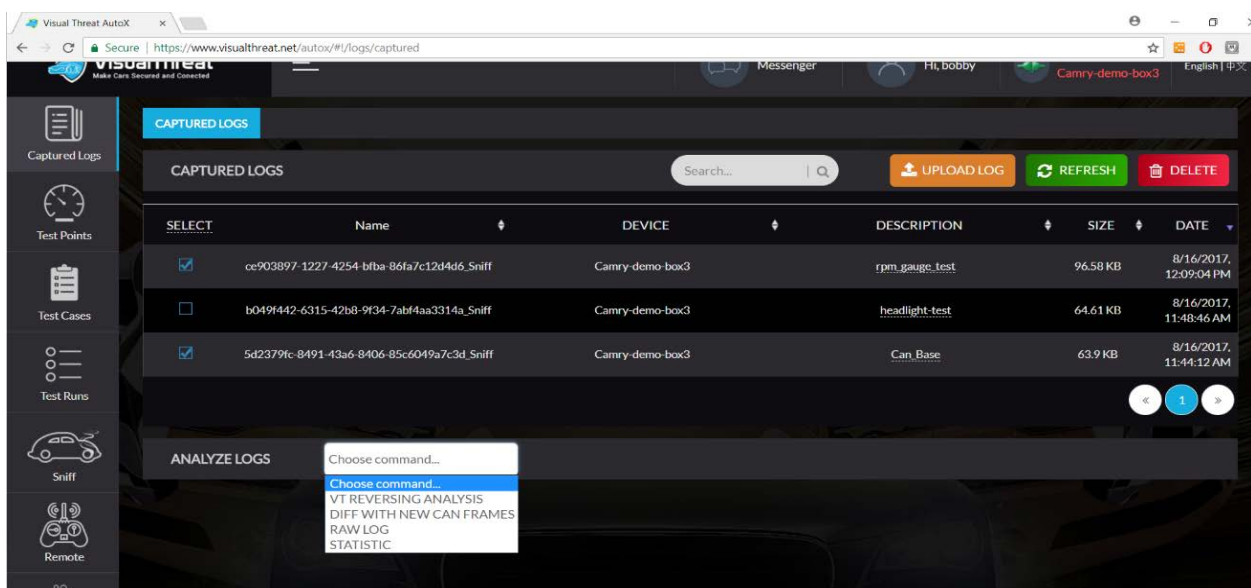 Visual Threat AutoX
Secure | https://www.visualthreat.net/autox/#!/logs/captured
VisualThreat
Make Cars Secured and Conected
Messenger
Hi, bobby
Camry-demo-box3
English | 中文
Captured Logs
Test Points
Test Cases
Test Runs
Sniff
Remote
CAPTURED LOGS
CAPTURED LOGS
Search...
UPLOAD LOG
REFRESH
DELETE
SELECT Name DEVICE DESCRIPTION SIZE DATE
ce903897-1227-4254-bfba-86fa7c12d4d6_Sniff Camry-demo-box3 rpm_gauge_test 96.58 KB 8/16/2017,
12:09:04 PM
b049f442-6315-42b8-9f34-7abf4aa3314a_Sniff Camry-demo-box3 headlight-test 64.61 KB 8/16/2017,
11:48:46 AM
5d2379fc-8491-43a6-8406-85c6049a7c3d_Sniff Camry-demo-box3 Can_Base 63.9 KB 8/16/2017,
11:44:12 AM
« 1 »
ANALYZE LOGS
Choose command...
Choose command...
VT REVERSING ANALYSIS
DIFF WITH NEW CAN FRAMES
RAW LOG
STATISTIC